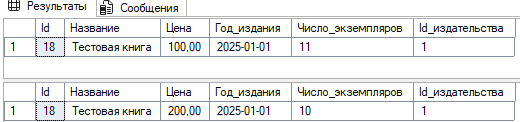 Результаты Сообщения
Id Название Цена Год_издания Число_экземпляров Id_издательства
1 18 Тестовая книга 100,00 2025-01-01 11 1
Id Название Цена Год_издания Число_экземпляров Id_издательства
1 18 Тестовая книга 200,00 2025-01-01 10 1